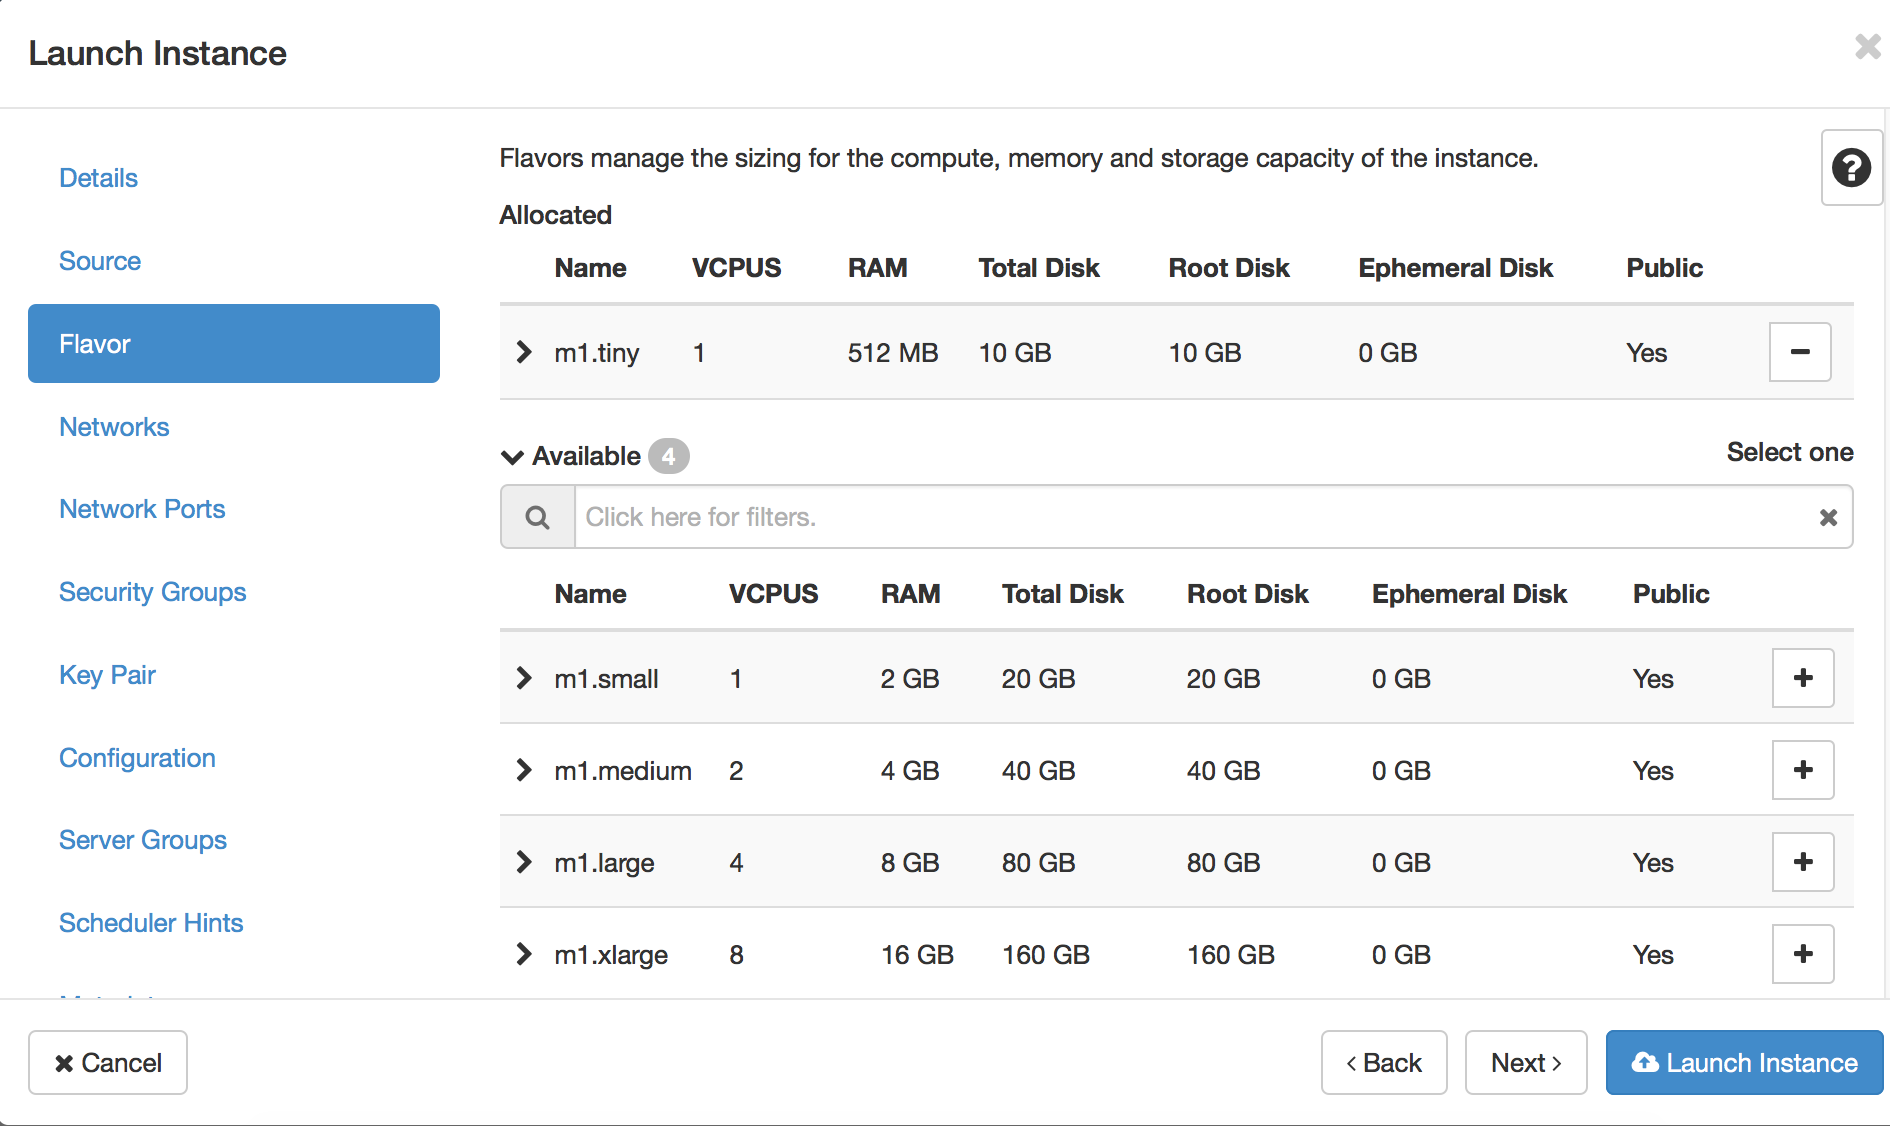 Launch Instance
Details
Source
Flavor
Networks
Network Ports
Security Groups
Key Pair
Configuration
Server Groups
Scheduler Hints
Flavors manage the sizing for the compute, memory and storage capacity of the instance.
Allocated
Name VCPUS RAM Total Disk Root Disk Ephemeral Disk Public
m1.tiny 1 512 MB 10 GB 10 GB 0 GB Yes
Available 4 Select one
Click here for filters.
Name VCPUS RAM Total Disk Root Disk Ephemeral Disk Public
m1.small 1 2 GB 20 GB 20 GB 0 GB Yes
m1.medium 2 4 GB 40 GB 40 GB 0 GB Yes
m1.large 4 8 GB 80 GB 80 GB 0 GB Yes
m1.xlarge 8 16 GB 160 GB 160 GB 0 GB Yes
Cancel ‹ Back Next › Launch Instance